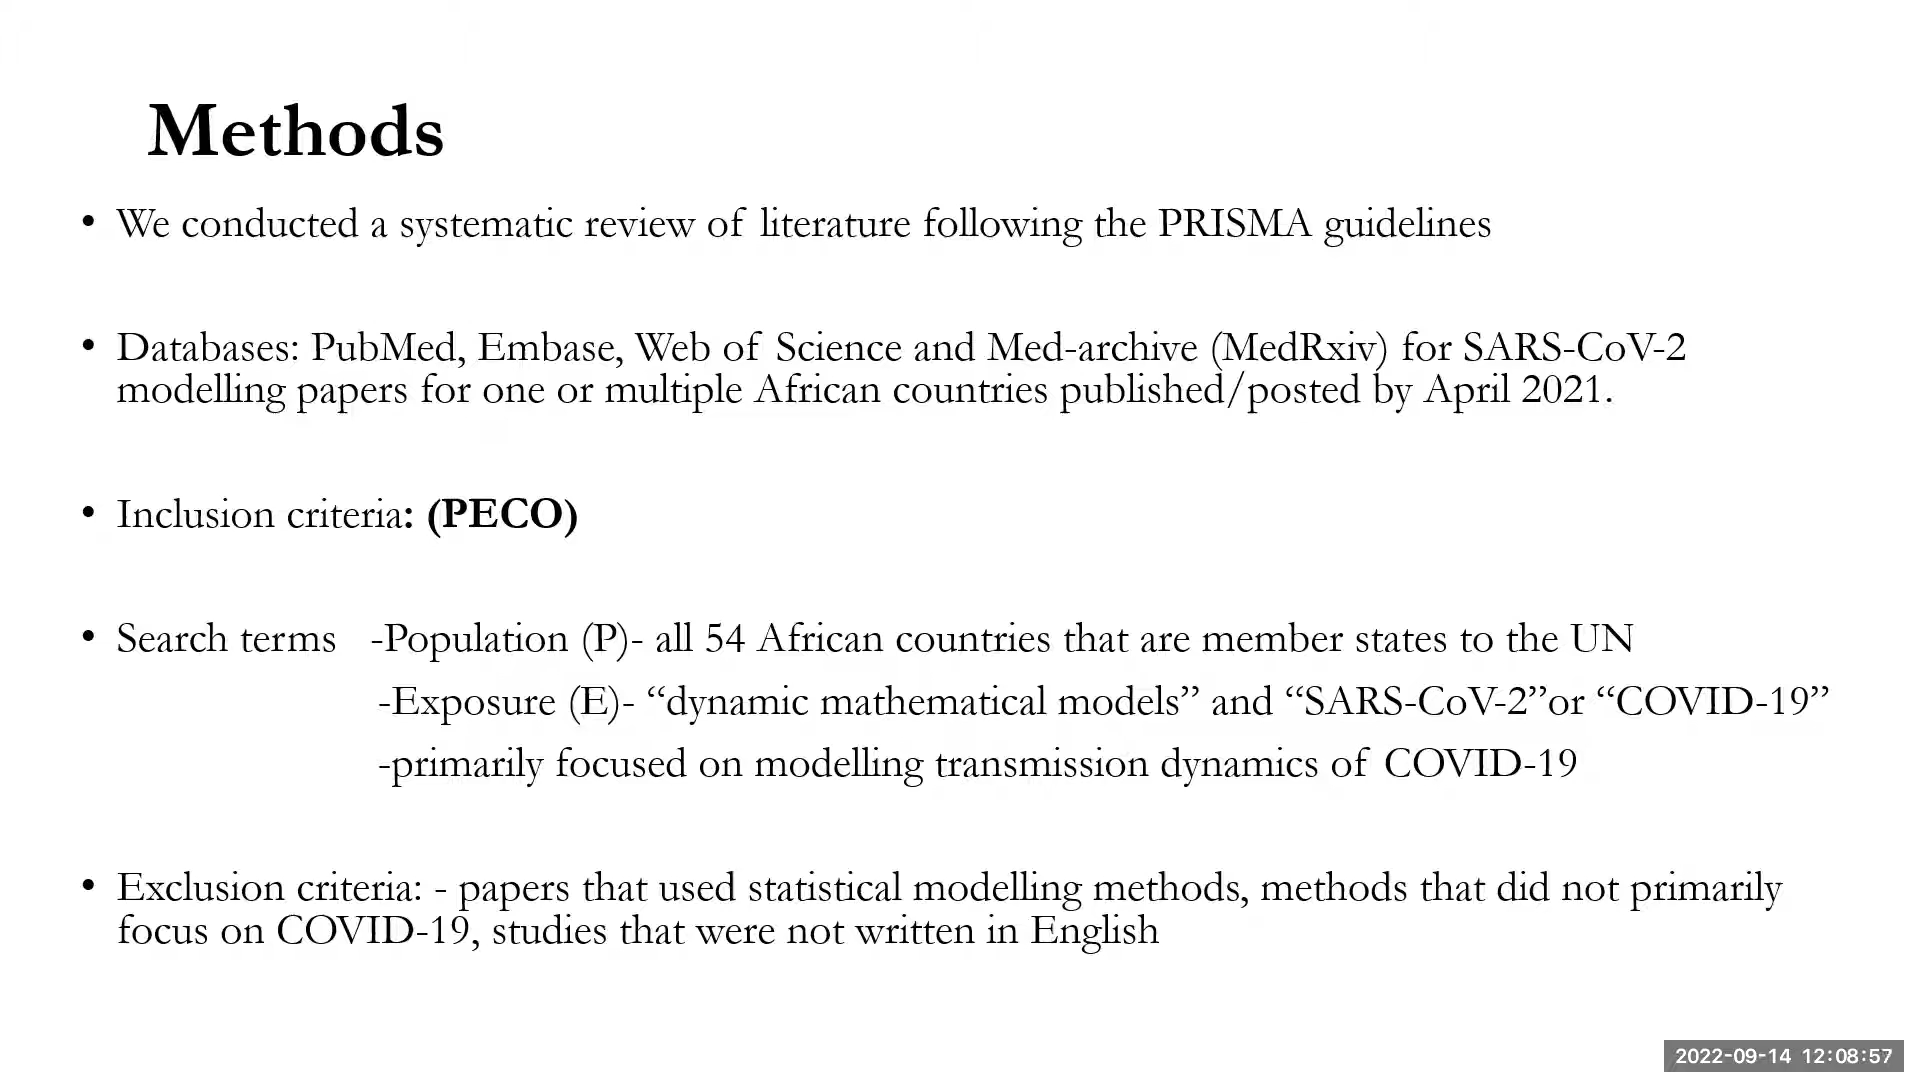 Methods
• We conducted a systematic review of literature following the PRISMA guidelines
• Databases: PubMed, Embase, Web of Science and Med-archive (MedRxiv) for SARS-CoV-2
modelling papers for one or multiple African countries published/posted by April 2021.
• Inclusion criteria: (PECO)
• Search terms -Population (P)- all 54 African countries that are member states to the UN
-Exposure (E)- “dynamic mathematical models” and “SARS-CoV-2”or “COVID-19”
-primarily focused on modelling transmission dynamics of COVID-19
• Exclusion criteria: - papers that used statistical modelling methods, methods that did not primarily
focus on COVID-19, studies that were not written in English
2022-09-14 12:08:57